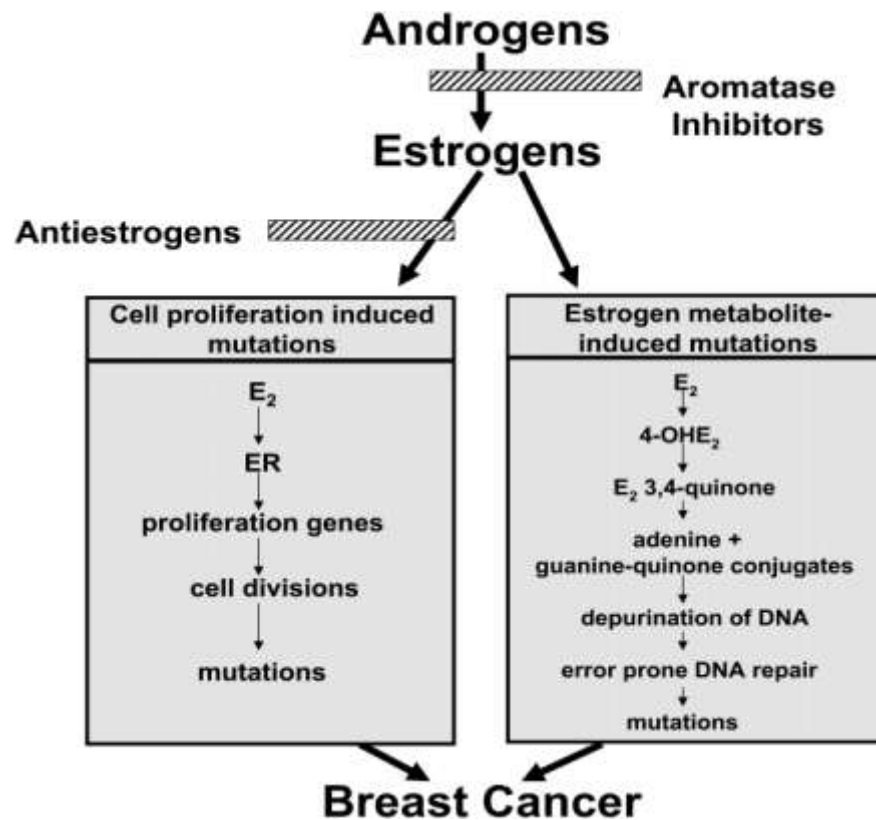 Androgens
Aromatase
Inhibitors
Estrogens
Antiestrogens
Cell proliferation induced
mutations
E₂
ER
proliferation genes
cell divisions
mutations
Estrogen metabolite-
induced mutations
E₂
4-OHE₂
E₂ 3,4-quinone
adenine +
guanine-quinone conjugates
depurination of DNA
error prone DNA repair
mutations
Breast Cancer